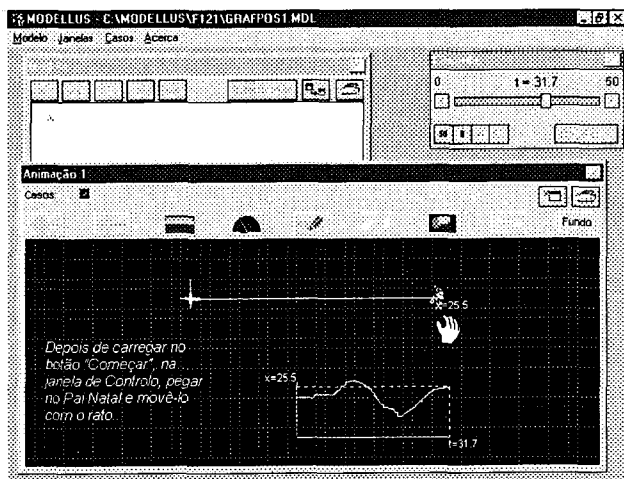 MODELLUS - C:\MODELLUS\F121\GRAFPOS1.MDL
Modelo Janelas Casos Acerca
0 t = 31.7 50
Animação 1
Casos:
Fundo
x=25.5
Depois de carregar no
botão "Começar", na
janela de Controlo, pegar
no Pai Natal e movê-lo
com o rato...
x=25.5
t=31.7